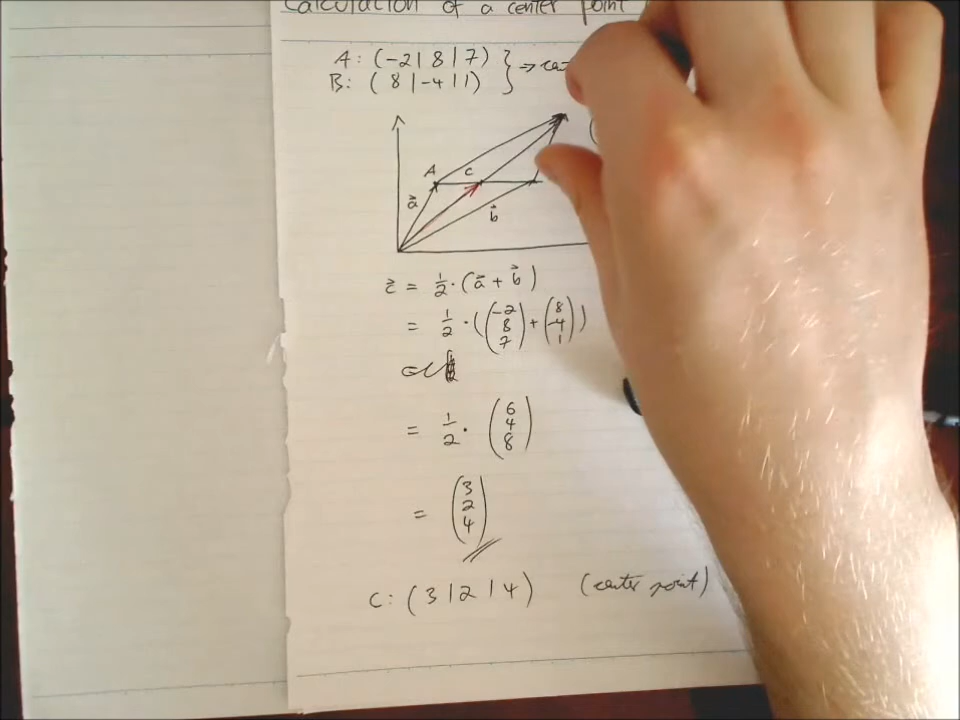 Calculation of a center point
A: (-2|8|7) } ⇒
B: (8|-4|1)
A
c
a⃗
b⃗
c⃗ = 1/2 · (a⃗ + b⃗)
= 1/2 · ((-2 8 7) + (8 -4 1))
= 1/2 · (6 4 8)
= (3 2 4)
C: (3|2|4) (center point)